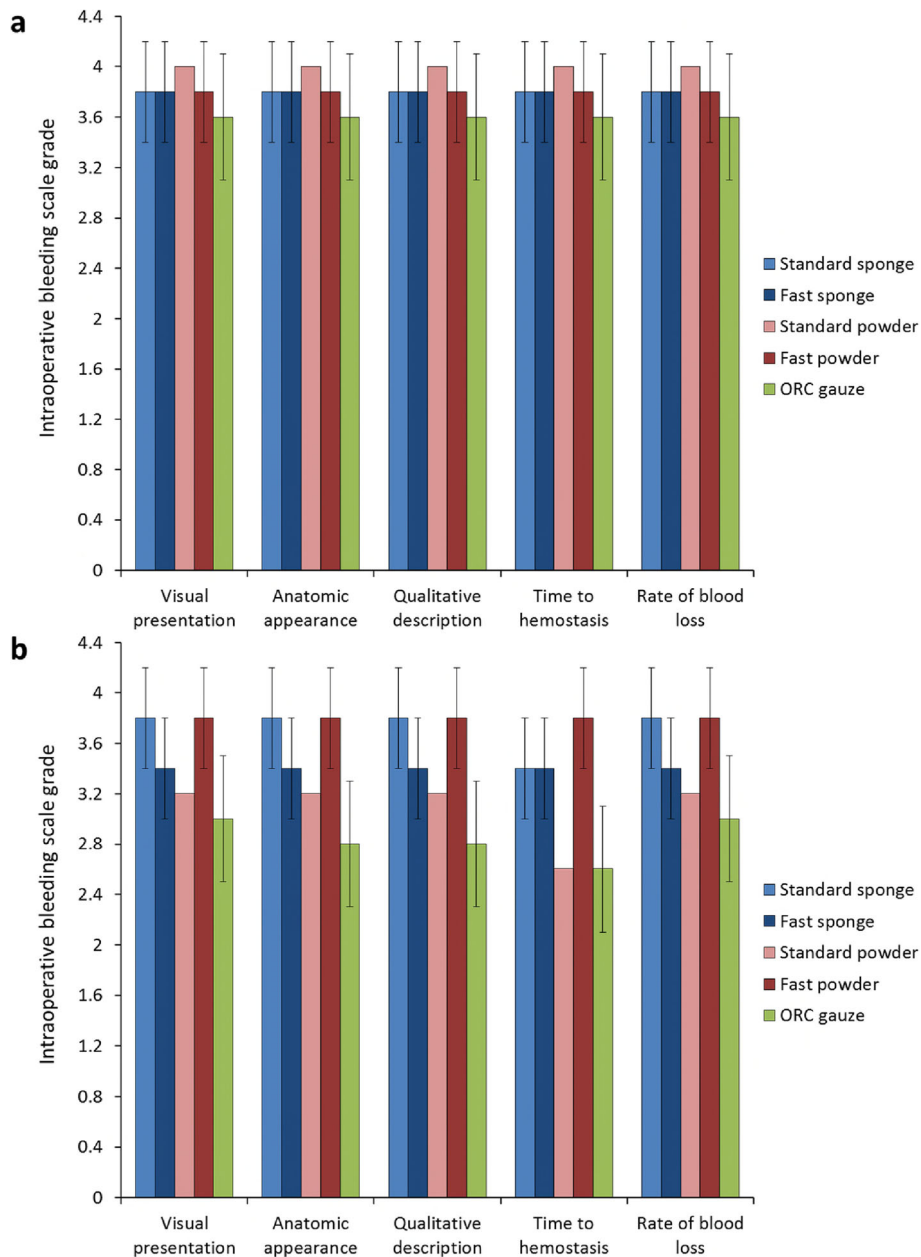 a
Intraoperative bleeding scale grade
4.4
4
3.6
3.2
2.8
2.4
2
1.6
1.2
0.8
0.4
0
Visual
presentation
Anatomic
appearance
Qualitative
description
Time to
hemostasis
Rate of blood
loss
Standard sponge
Fast sponge
Standard powder
Fast powder
ORC gauze
b
Intraoperative bleeding scale grade
4.4
4
3.6
3.2
2.8
2.4
2
1.6
1.2
0.8
0.4
0
Visual
presentation
Anatomic
appearance
Qualitative
description
Time to
hemostasis
Rate of blood
loss
Standard sponge
Fast sponge
Standard powder
Fast powder
ORC gauze